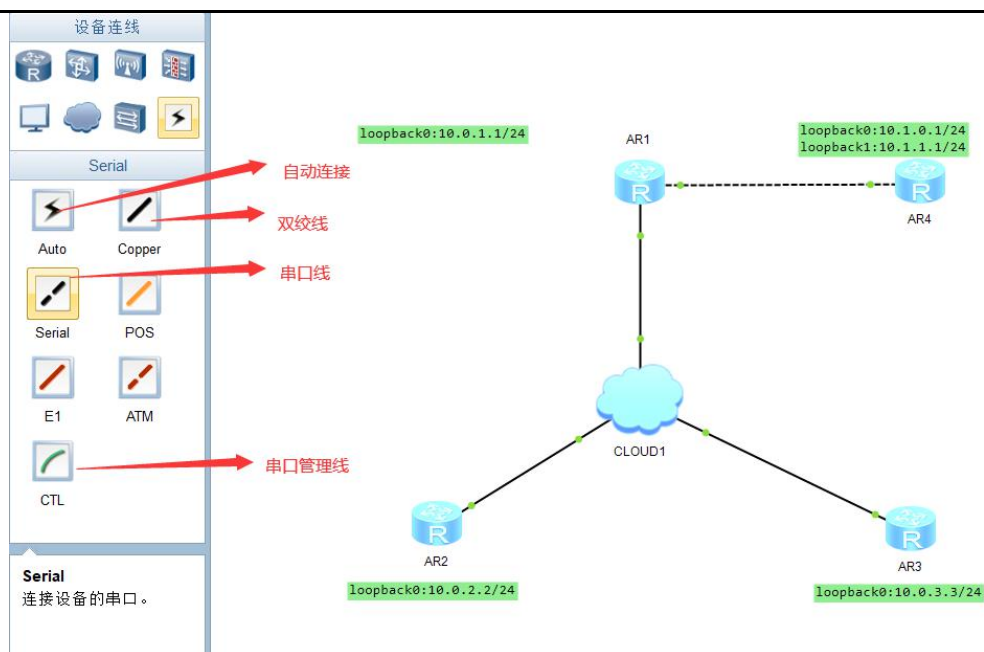 设备连线
Serial
Auto
Copper
Serial
POS
E1
ATM
CTL
Serial
连接设备的串口。
自动连接
双绞线
串口线
串口管理线
loopback0:10.0.1.1/24
AR1
R
loopback0:10.1.0.1/24
loopback1:10.1.1.1/24
R
AR4
CLOUD1
R
AR2
loopback0:10.0.2.2/24
R
AR3
loopback0:10.0.3.3/24
R